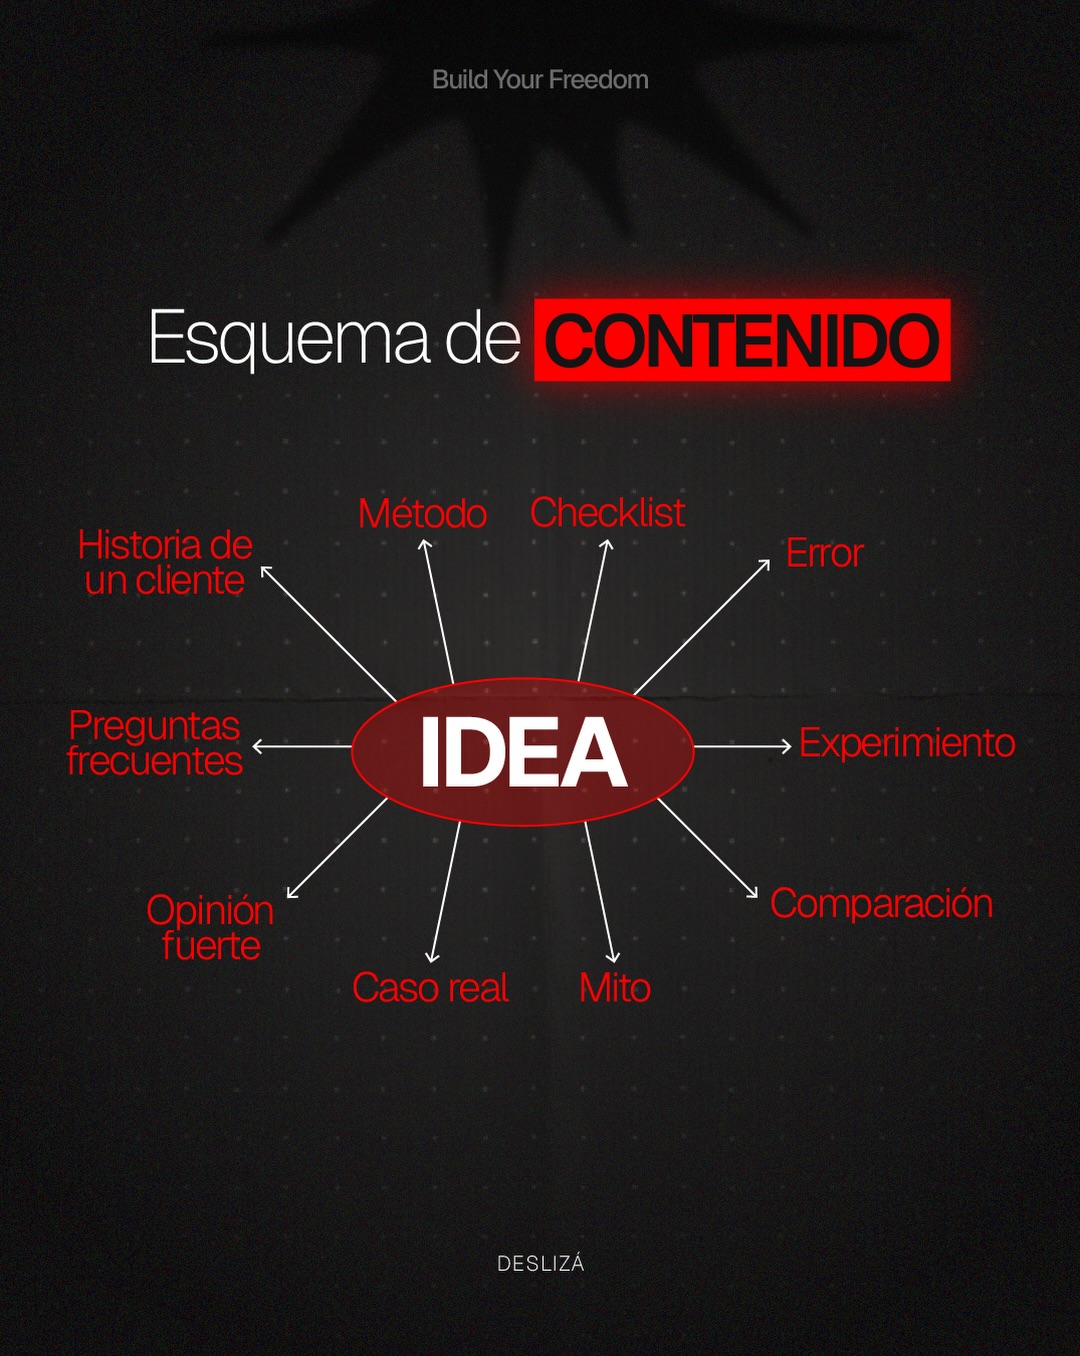 Build Your Freedom
Esquema de CONTENIDO
Método
Checklist
Historia de
un cliente
Error
IDEA
Preguntas
frecuentes
Experimiento
Opinión
fuerte
Comparación
Caso real
Mito
DESLIZÁ